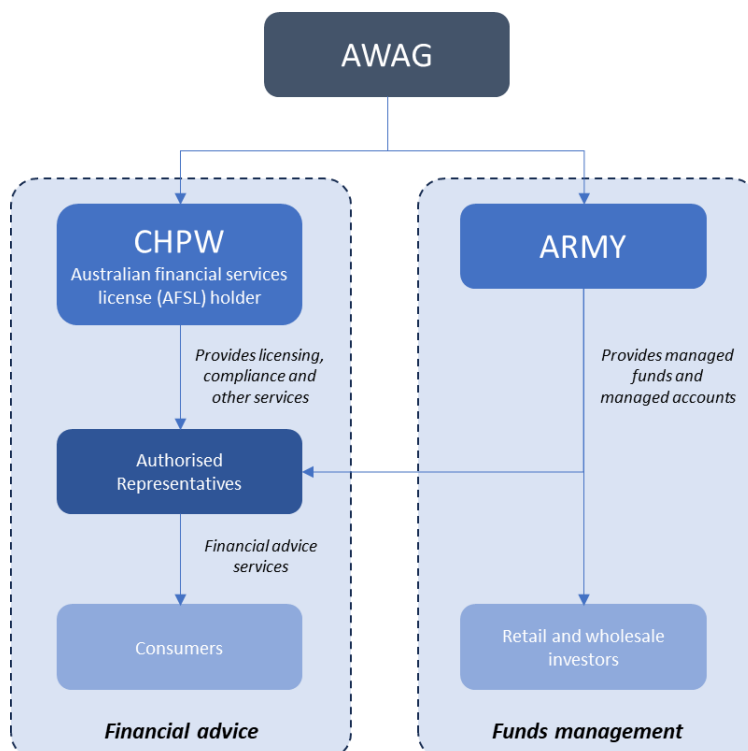 AWAG
CHPW
Australian financial services
license (AFSL) holder
ARMY
Provides licensing,
compliance and
other services
Provides managed
funds and
managed accounts
Authorised
Representatives
Financial advice
services
Consumers
Retail and wholesale
investors
Financial advice
Funds management